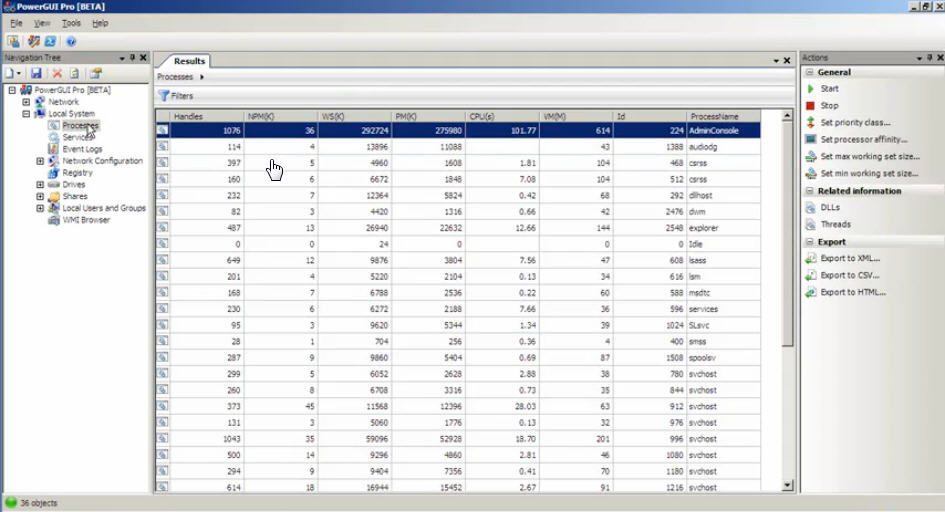 PowerGUI Pro [BETA]
File View Tools Help
Navigation Tree
PowerGUI Pro [BETA]
Network
Local System
Processes
Services
Event Logs
Network Configuration
Registry
Drives
Shares
Local Users and Groups
WMI Browser
Results
Processes
Filters
Handles NPM(K) WS(K) PM(K) CPU(s) VM(M) Id ProcessName
1076 36 292724 275980 101.77 614 224 AdminConsole
114 4 13896 11088 43 1388 audiodg
397 5 4960 1608 1.81 104 468 csrss
160 6 6672 1848 7.08 104 512 csrss
232 7 12364 5824 0.42 68 292 dllhost
82 3 4420 1316 0.66 42 2476 dwm
487 13 26940 22632 12.66 144 2548 explorer
0 0 24 0 0 Idle
649 12 9876 3804 7.56 47 608 lsass
201 4 5220 2104 0.13 34 616 lsm
168 7 6788 2536 0.22 60 588 msdtc
230 6 6272 2188 7.66 36 596 services
95 3 9620 5344 1.34 39 1024 SLsvc
28 1 704 256 0.36 4 400 smss
287 9 9860 5404 0.69 87 1508 spoolsv
299 5 6052 2628 2.88 38 780 svchost
260 8 6708 3316 0.73 35 844 svchost
373 45 11568 12396 28.03 63 912 svchost
131 3 5060 1776 0.13 32 976 svchost
1043 35 59096 52928 18.70 201 996 svchost
500 14 9296 4860 2.81 46 1080 svchost
294 9 9404 7356 0.41 70 1180 svchost
614 18 16944 15452 2.67 91 1216 svchost
Actions
General
Start
Stop
Set priority class...
Set processor affinity...
Set max working set size...
Set min working set size...
Related information
DLLs
Threads
Export
Export to XML...
Export to CSV...
Export to HTML...
36 objects